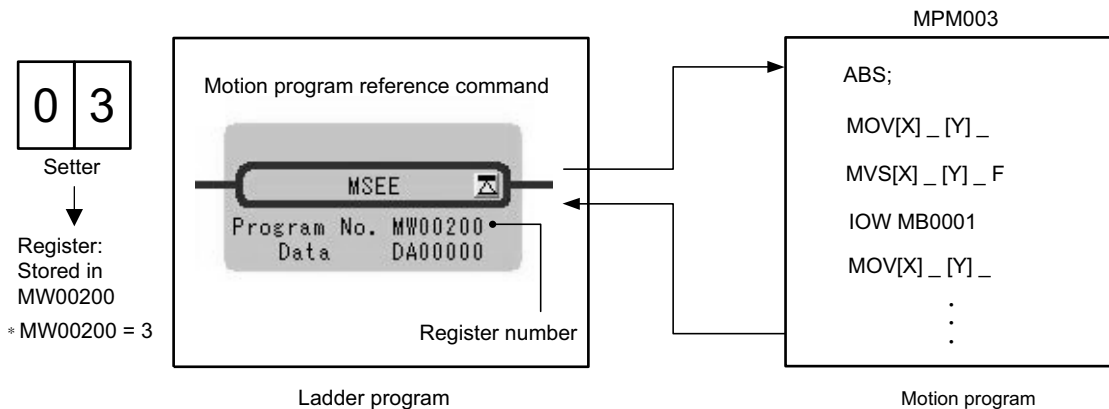 0 3
Setter
Register:
Stored in
MW00200
* MW00200 = 3
Motion program reference command
MSEE
Program No. MW00200
Data DA00000
Register number
Ladder program
MPM003
ABS;
MOV[X] _ [Y] _
MVS[X] _ [Y] _ F
IOW MB0001
MOV[X] _ [Y] _
.
.
.
Motion program